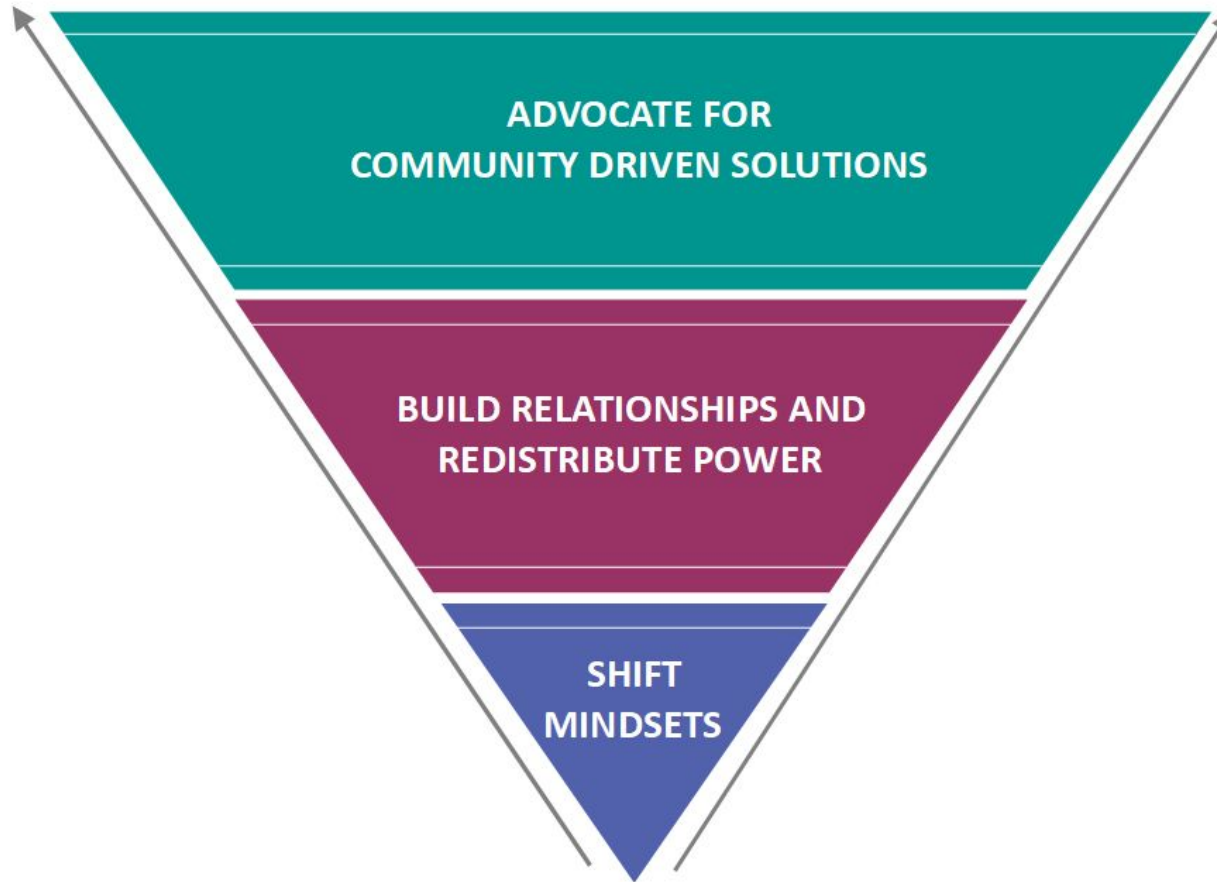 ADVOCATE FOR
COMMUNITY DRIVEN SOLUTIONS
BUILD RELATIONSHIPS AND
REDISTRIBUTE POWER
SHIFT
MINDSETS